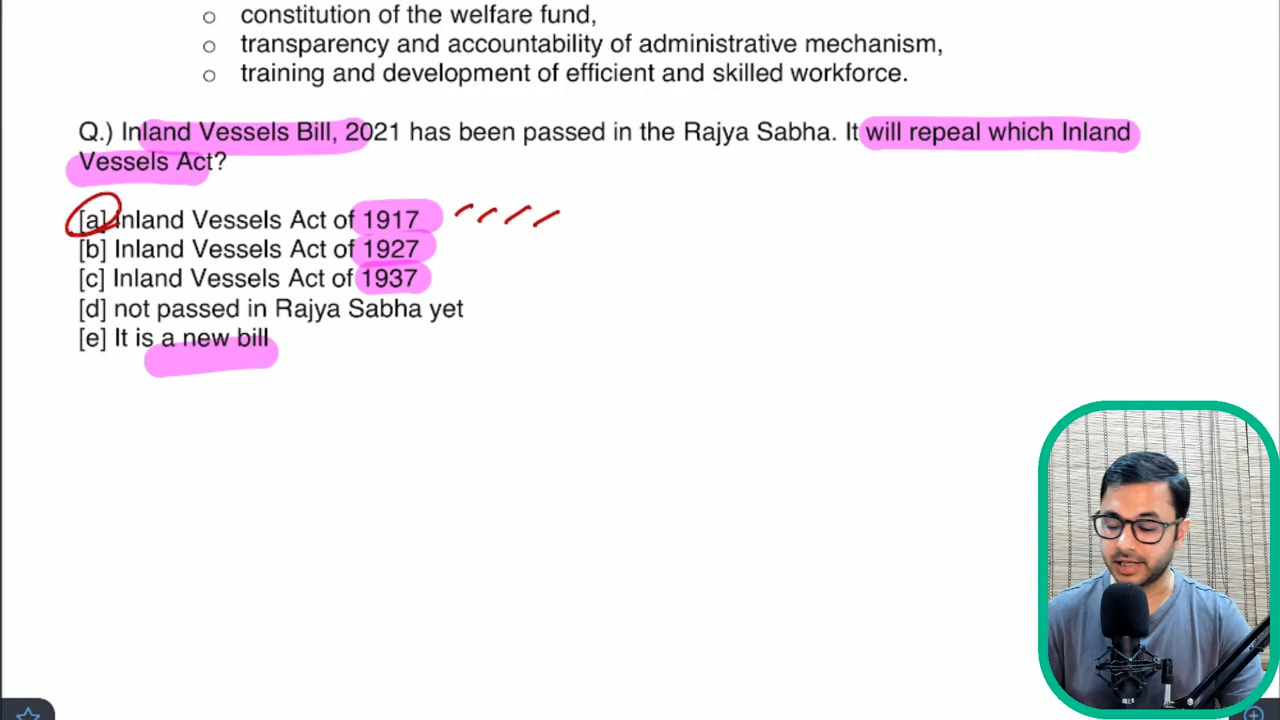 ○ constitution of the welfare fund,
○ transparency and accountability of administrative mechanism,
○ training and development of efficient and skilled workforce.
Q.) Inland Vessels Bill, 2021 has been passed in the Rajya Sabha. It will repeal which Inland
Vessels Act?
[a] Inland Vessels Act of 1917
[b] Inland Vessels Act of 1927
[c] Inland Vessels Act of 1937
[d] not passed in Rajya Sabha yet
[e] It is a new bill